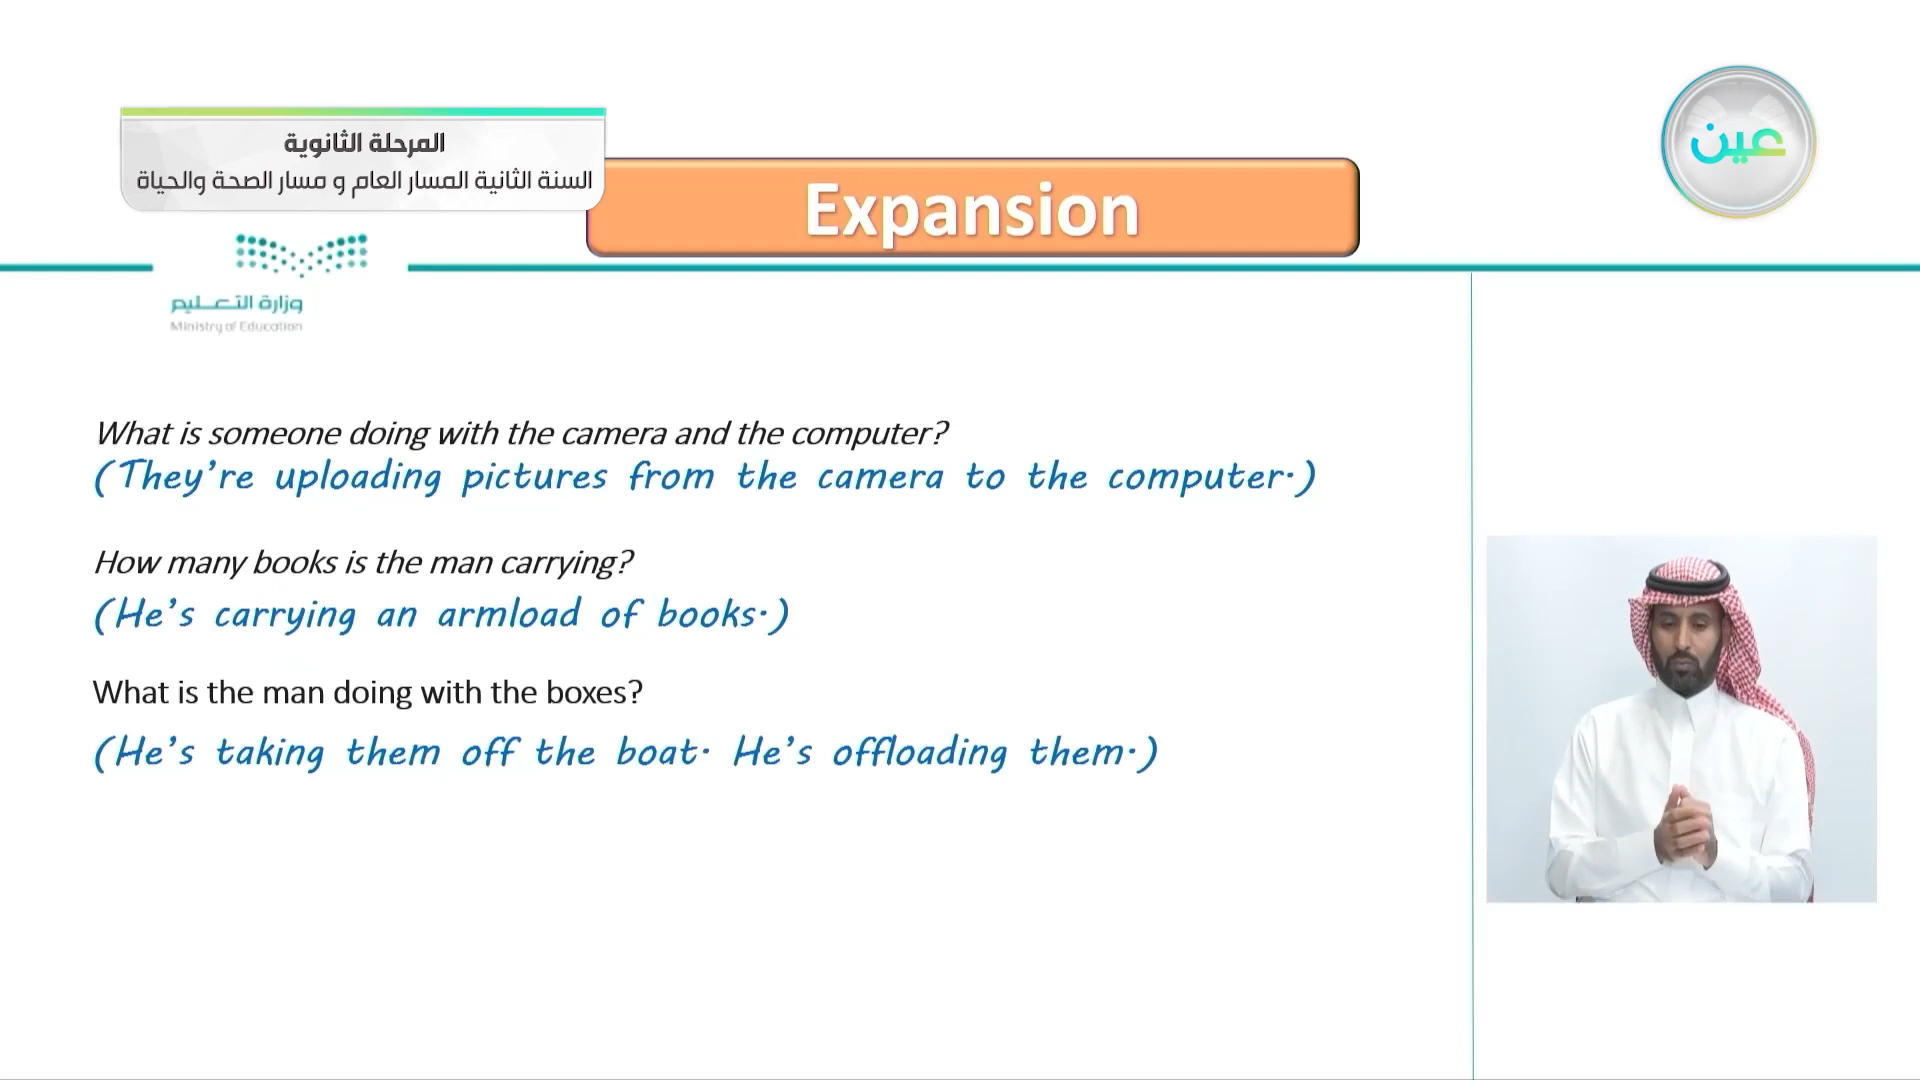 المرحلة الثانوية
السنة الثانية المسار العام و مسار الصحة والحياة
عين
Expansion
وزارة التعليم
Ministry of Education
What is someone doing with the camera and the computer?
(They're uploading pictures from the camera to the computer.)
How many books is the man carrying?
(He's carrying an armload of books.)
What is the man doing with the boxes?
(He's taking them off the boat. He's offloading them.)